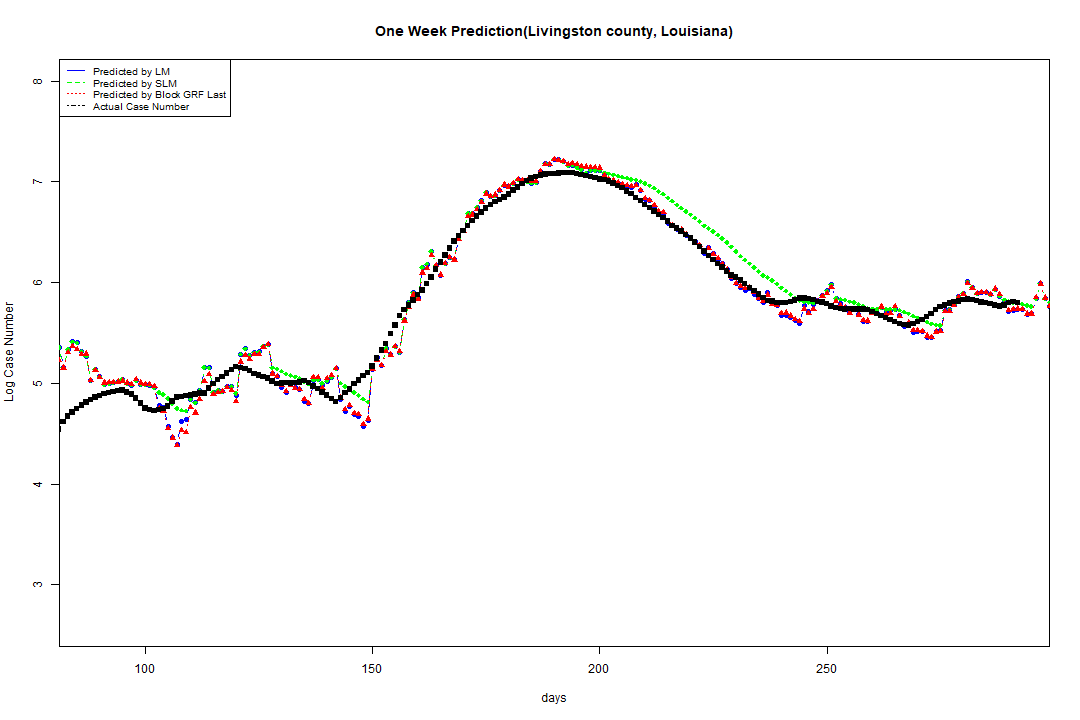 One Week Prediction(Livingston county, Louisiana)
Predicted by LM
Predicted by SLM
Predicted by Block GRF Last
Actual Case Number
8
7
6
5
4
3
Log Case Number
100 150 200 250
days